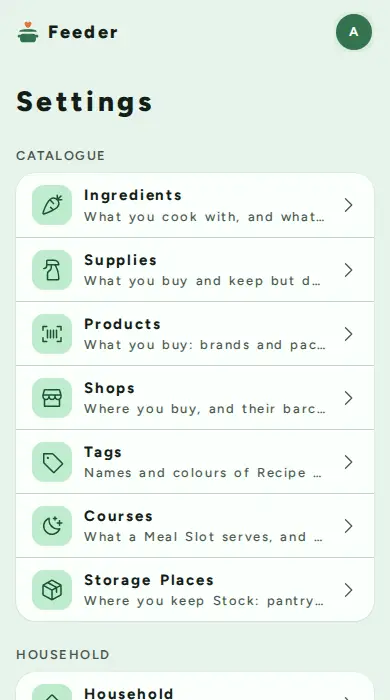 Feeder
A
Settings
CATALOGUE
Ingredients
What you cook with, and what…
Supplies
What you buy and keep but d…
Products
What you buy: brands and pac…
Shops
Where you buy, and their barc…
Tags
Names and colours of Recipe …
Courses
What a Meal Slot serves, and …
Storage Places
Where you keep Stock: pantry…
HOUSEHOLD
Household